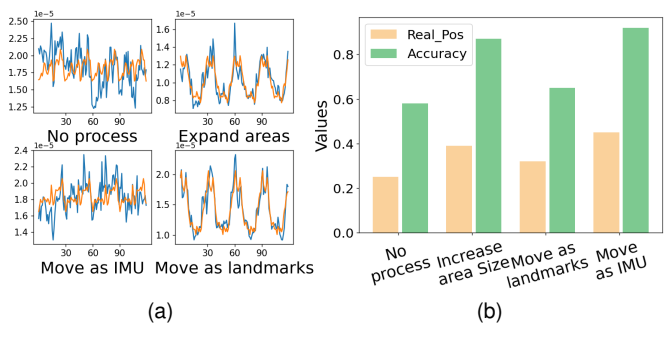 1e−5
2.50
2.25
2.00
1.75
1.50
1.25
30 60 90
No process
1e−5
1.6
1.4
1.2
1.0
0.8
30 60 90
Expand areas
1e−5
2.4
2.2
2.0
1.8
1.6
1.4
30 60 90
Move as IMU
1e−5
2.0
1.5
1.0
30 60 90
Move as landmarks
(a)
Real_Pos
Accuracy
Values
0.8
0.6
0.4
0.2
0.0
No
process
Increase
area Size
Move as
landmarks
Move
as IMU
(b)